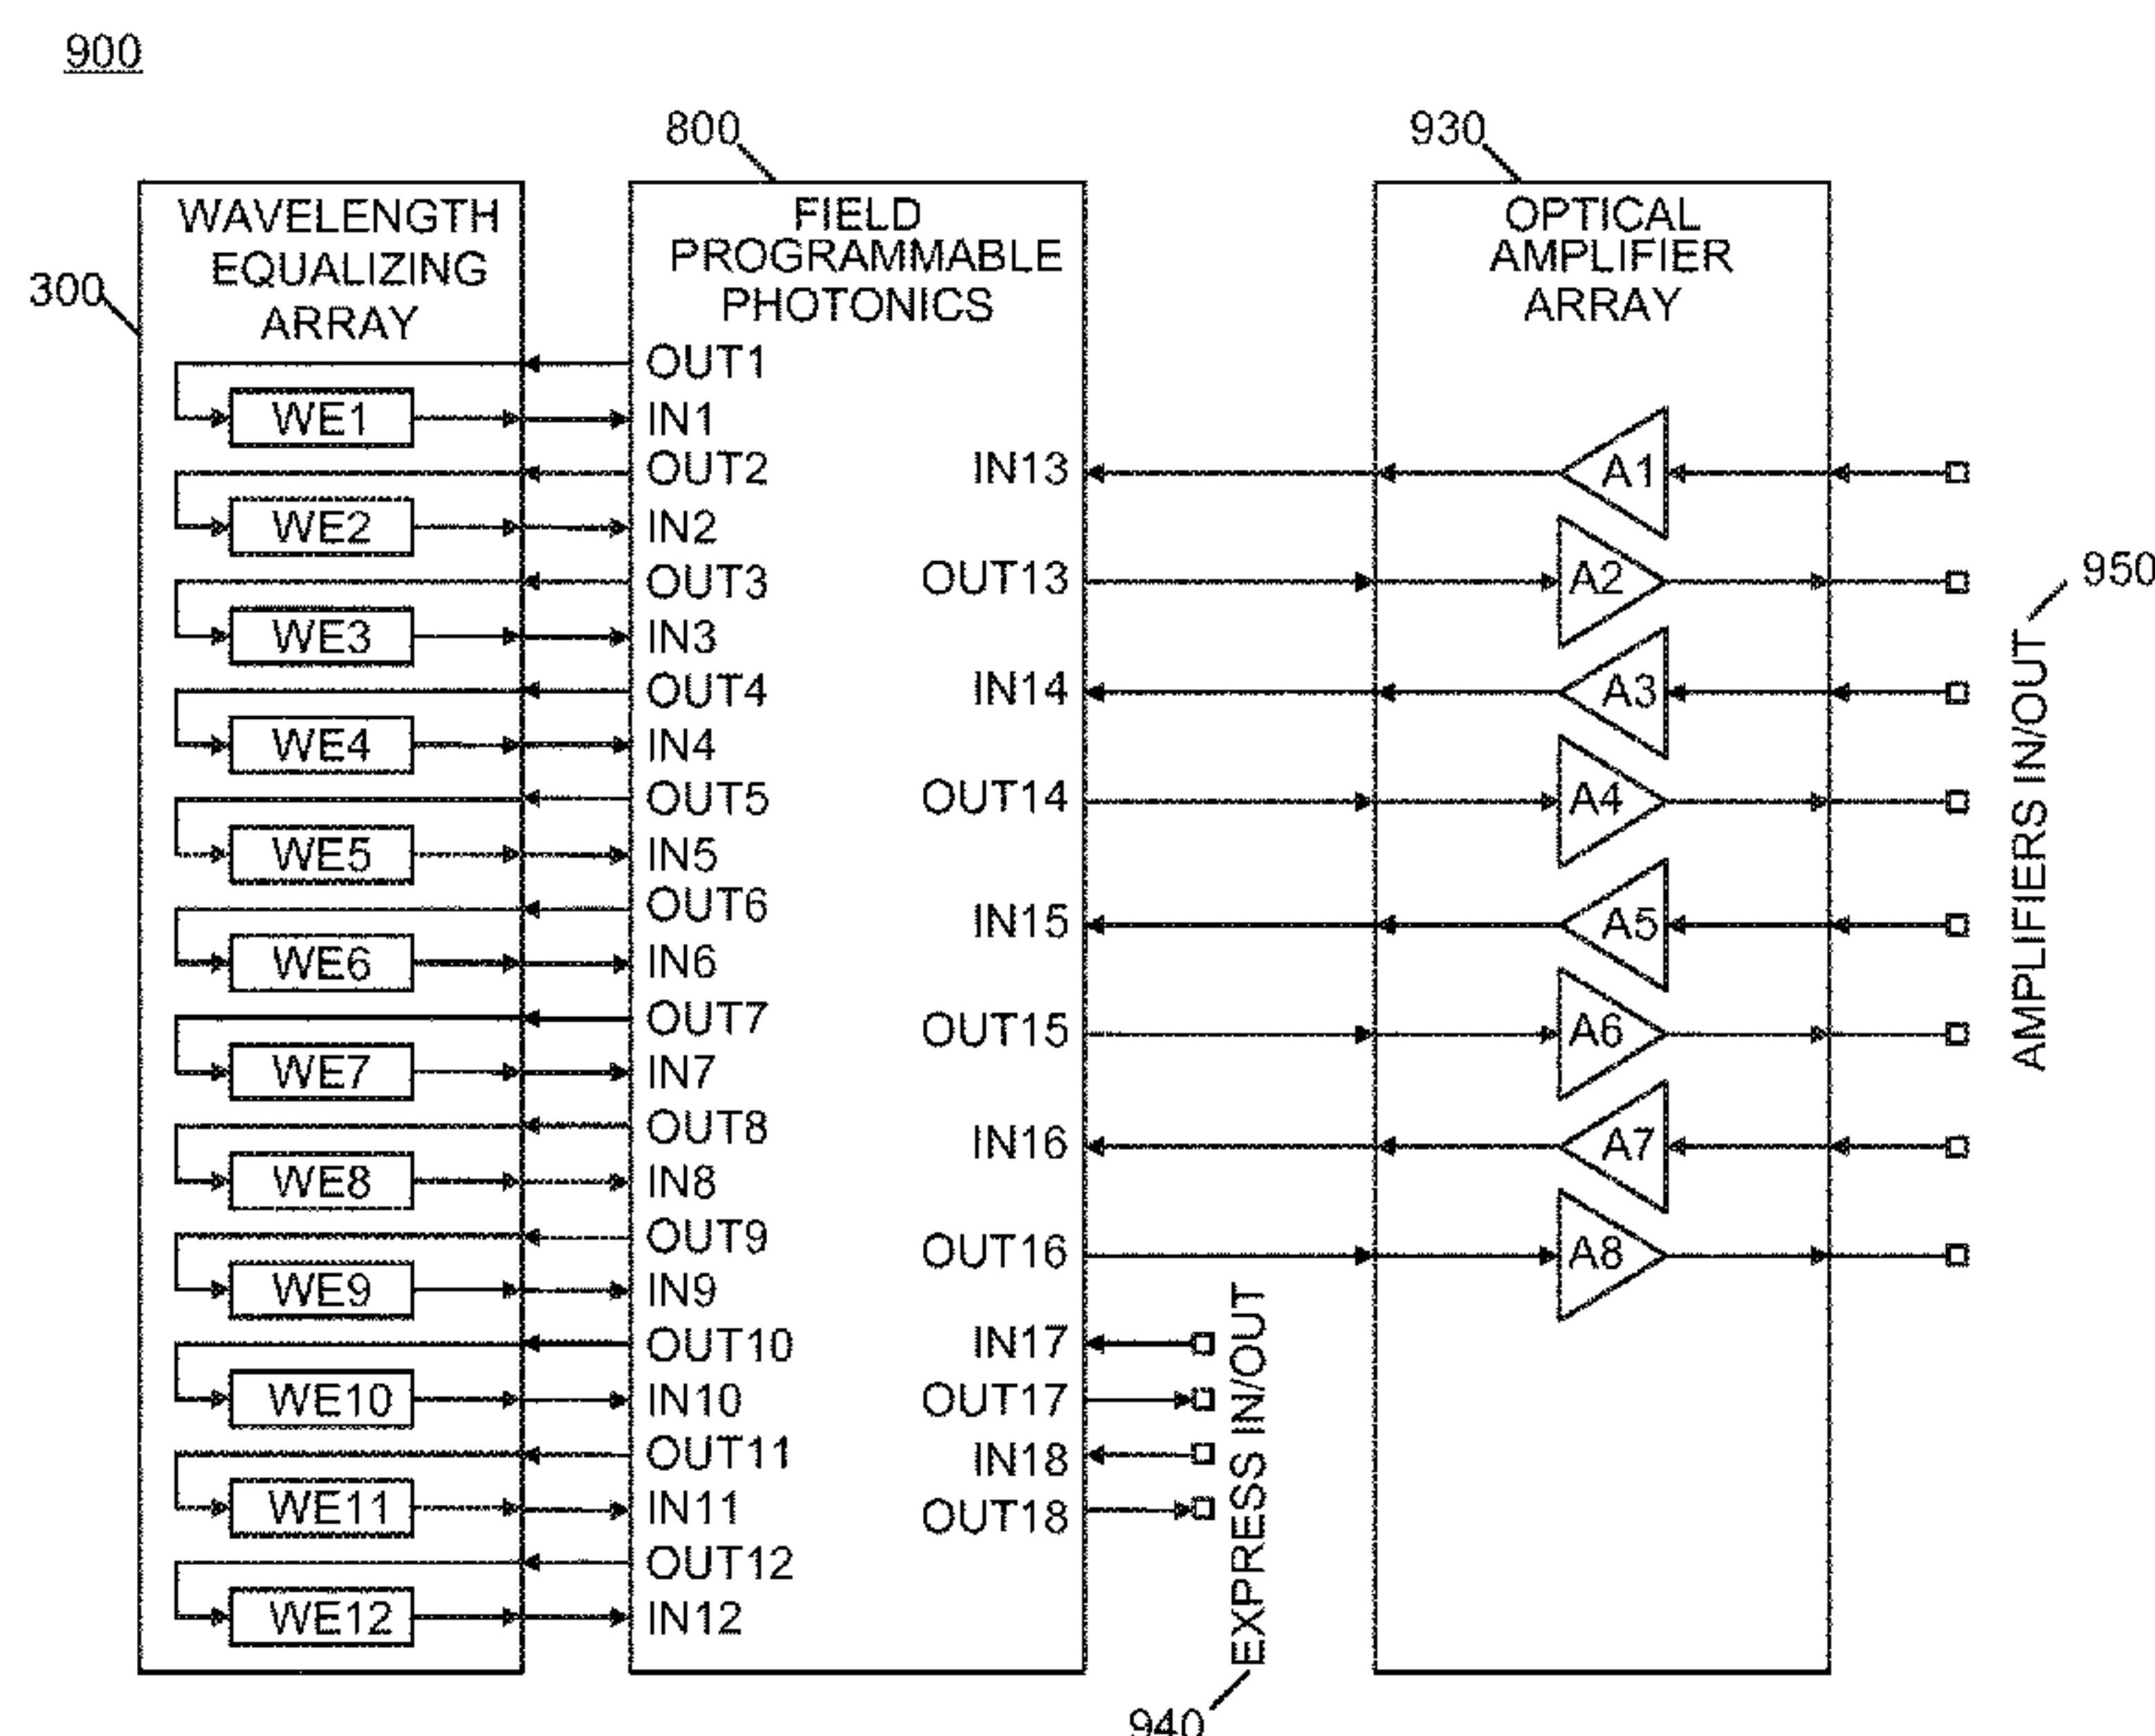 900
800
930
300
WAVELENGTH
EQUALIZING
ARRAY
FIELD
PROGRAMMABLE
PHOTONICS
OPTICAL
AMPLIFIER
ARRAY
OUT1
WE1
IN1
OUT2
WE2
IN2
OUT3
WE3
IN3
OUT4
WE4
IN4
OUT5
WE5
IN5
OUT6
WE6
IN6
OUT7
WE7
IN7
OUT8
WE8
IN8
OUT9
WE9
IN9
OUT10
WE10
IN10
OUT11
WE11
IN11
OUT12
WE12
IN12
IN13
OUT13
IN14
OUT14
IN15
OUT15
IN16
OUT16
IN17
OUT17
IN18
OUT18
A1
A2
A3
A4
A5
A6
A7
A8
EXPRESS IN/OUT
940
AMPLIFIERS IN/OUT
950